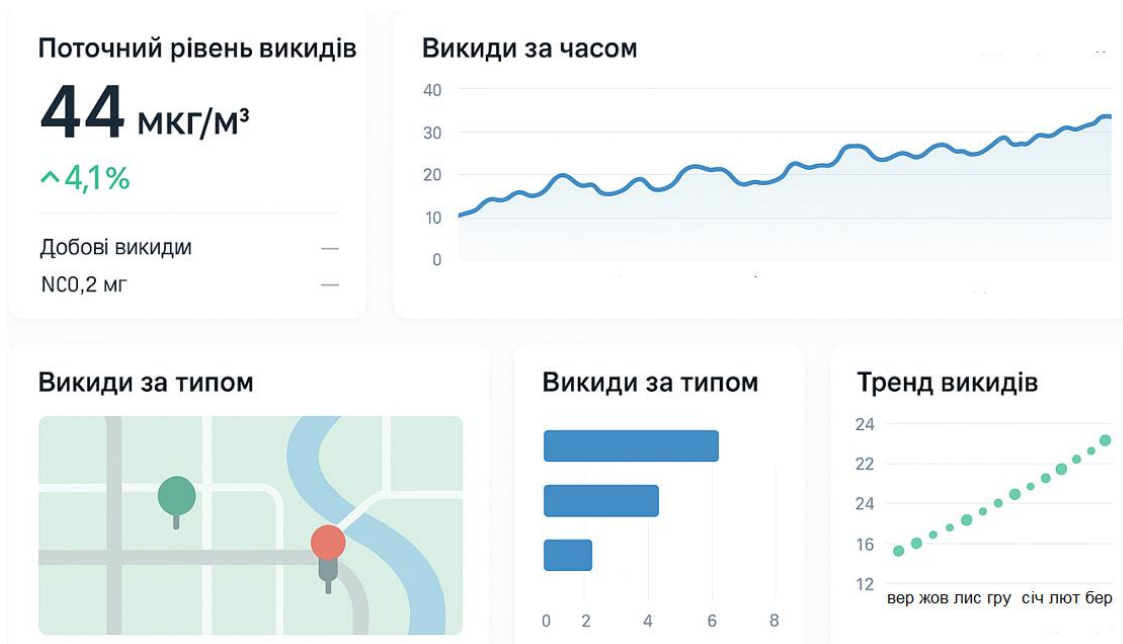 Поточний рівень викидів
44 мкг/м³
^4,1%
Добові викидии —
NCO,2 мг —
Викиди за часом
40
30
20
10
0
Викиди за типом
Викиди за типом
0 2 4 6 8
Тренд викидів
24
22
24
16
12
вер жов лис гру січ лют бер